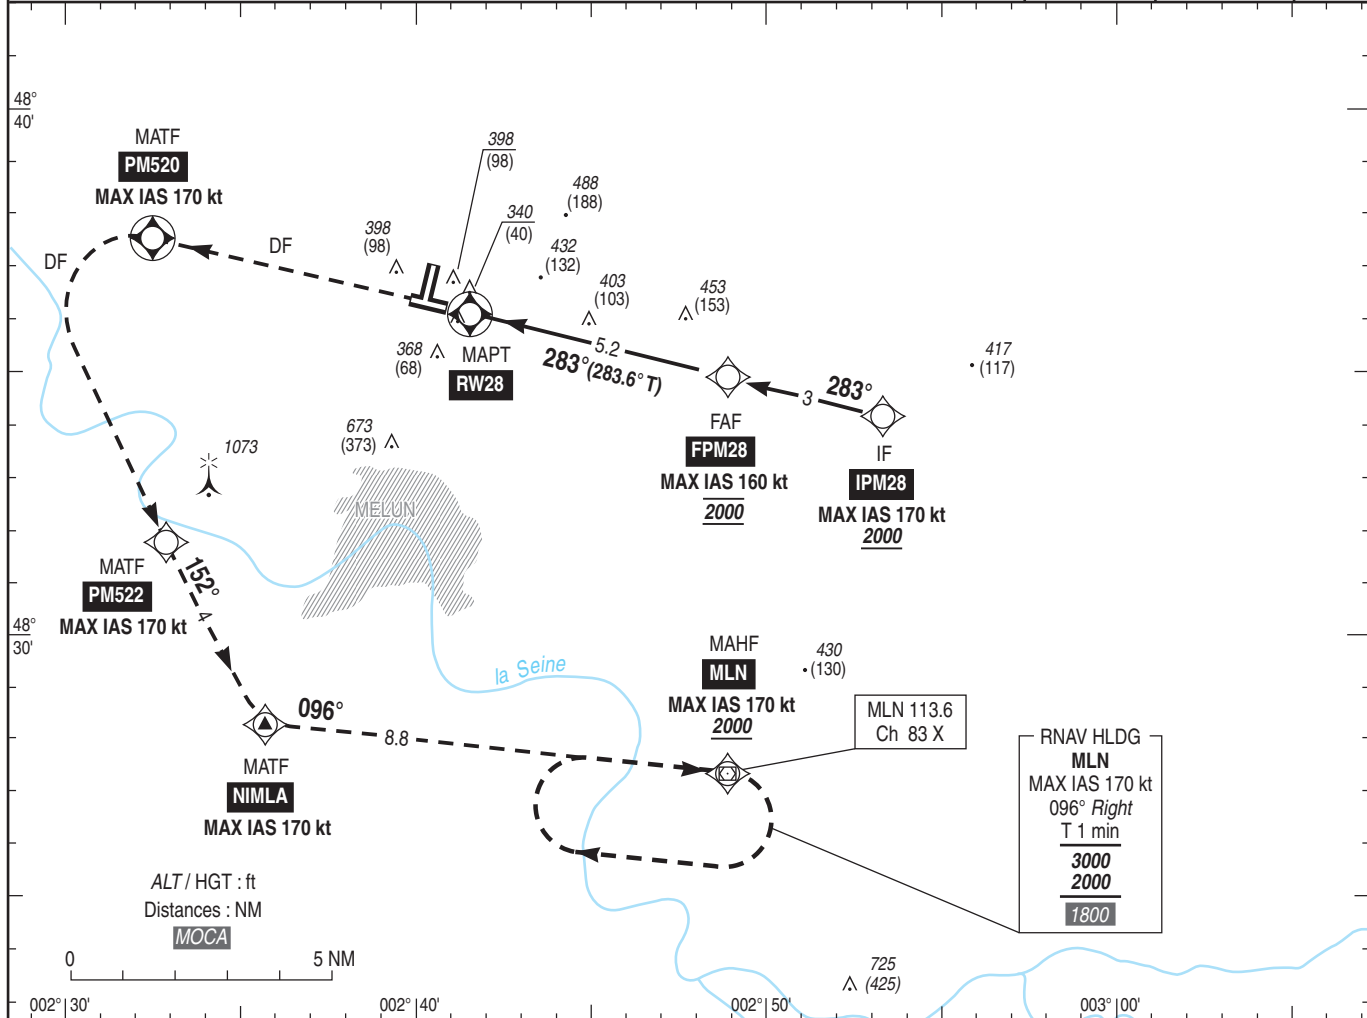 48°
40'
MATF
PM520
MAX IAS 170 kt
DF
DF
398
(98)
488
(188)
340
(40)
398
(98)
432
(132)
403
(103)
453
(153)
417
(117)
368
(68)
MAPT
RW28
5.2
283°(283.6° T)
3
283°
FAF
FPM28
MAX IAS 160 kt
2000
IF
IPM28
MAX IAS 170 kt
2000
673
(373)
1073
MELUN
MATF
PM522
MAX IAS 170 kt
152°
4
48°
30'
la Seine
MAHF
MLN
MAX IAS 170 kt
2000
430
(130)
MLN 113.6
Ch 83 X
096°
8.8
MATF
NIMLA
MAX IAS 170 kt
RNAV HLDG
MLN
MAX IAS 170 kt
096° Right
T 1 min
3000
2000
1800
ALT / HGT : ft
Distances : NM
MOCA
0
5 NM
725
(425)
002° 30'
002° 40'
002° 50'
003° 00'